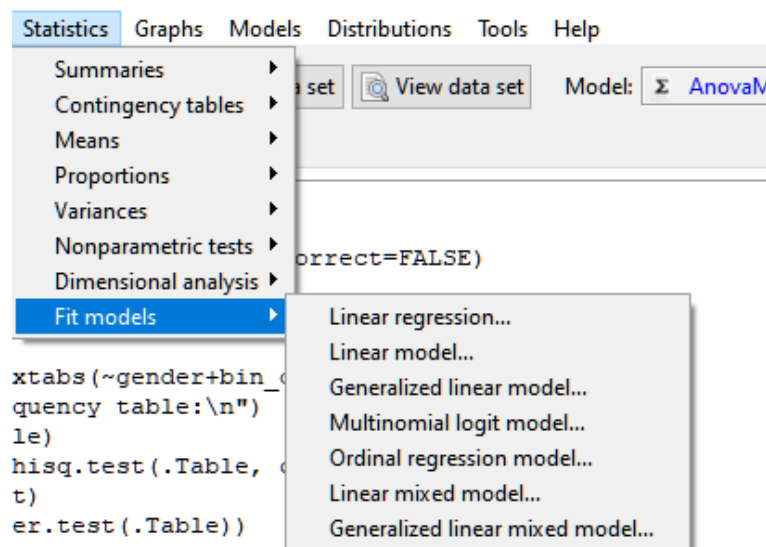 Statistics Graphs Models Distributions Tools Help
Summaries
set View data set Model: Σ AnovaM
Contingency tables
Means
Proportions
Variances
Nonparametric tests
orrect=FALSE)
Dimensional analysis
Fit models
Linear regression...
Linear model...
xtabs(~gender+bin_
Generalized linear model...
quency table:\n")
Multinomial logit model...
le)
Ordinal regression model...
hisq.test(.Table,
Linear mixed model...
t)
er.test(.Table))
Generalized linear mixed model...